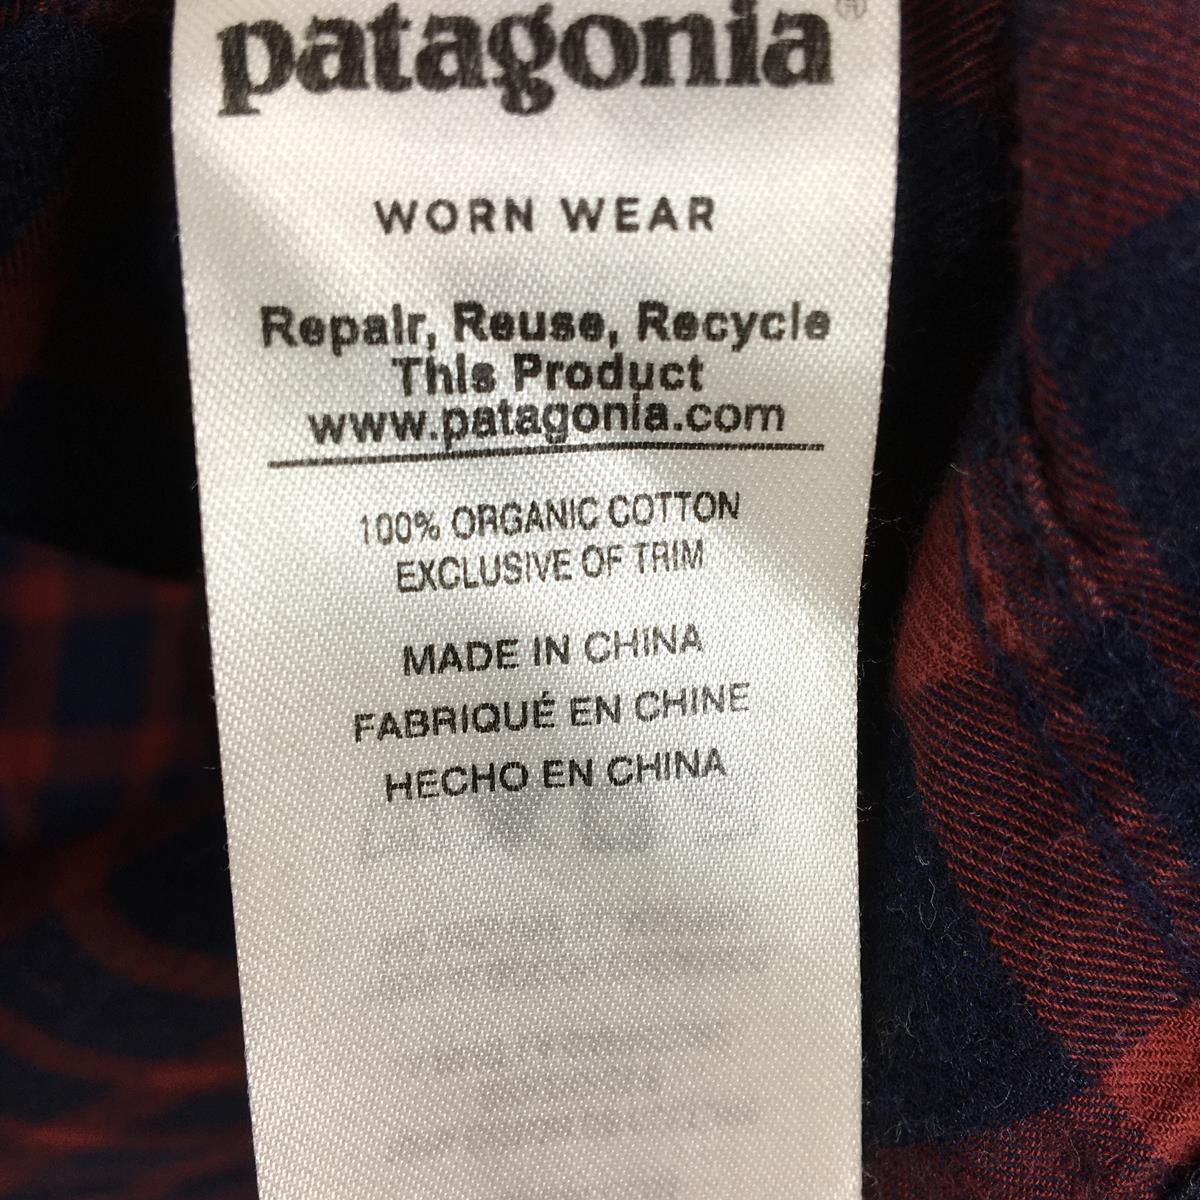 patagonia®
WORN WEAR
Repair, Reuse, Recycle
This Product
www.patagonia.com
100% ORGANIC COTTON
EXCLUSIVE OF TRIM
MADE IN CHINA
FABRIQUÉ EN CHINE
HECHO EN CHINA